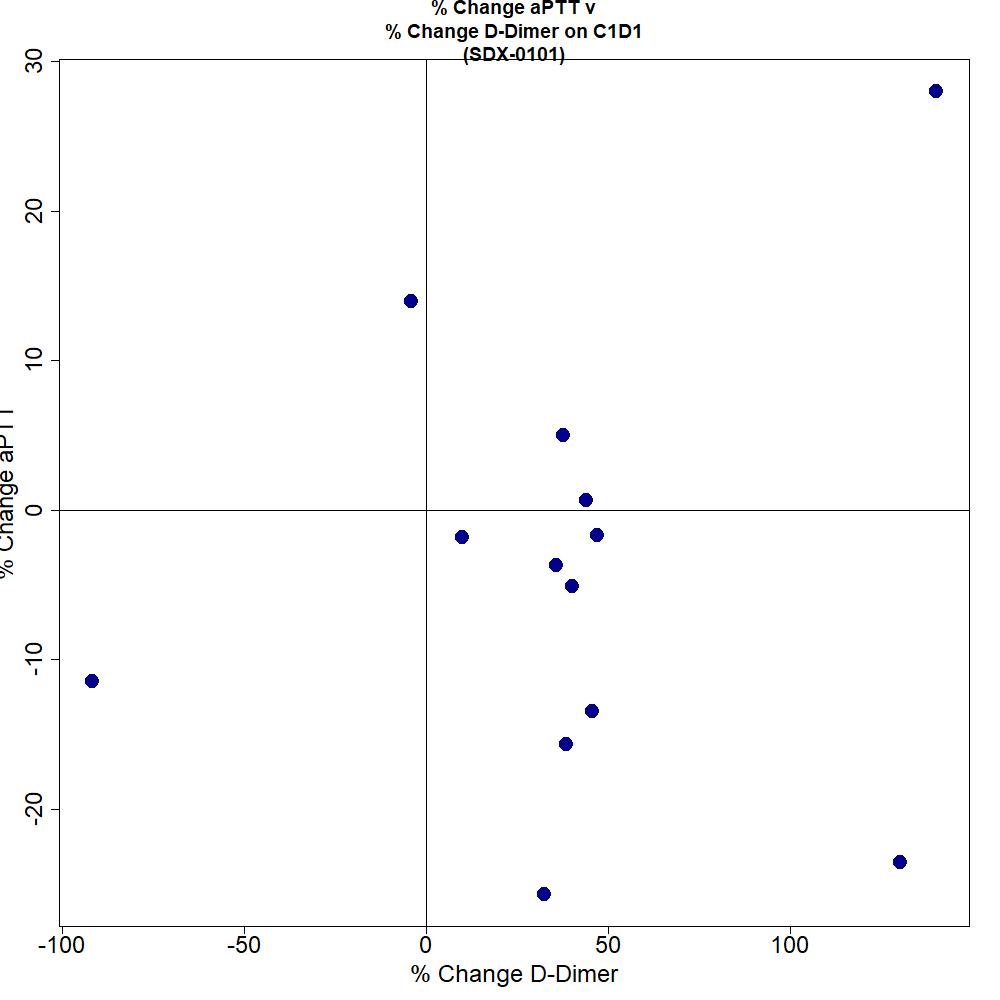 % Change aPTT v
% Change D-Dimer on C1D1
(SDX-0101)
30
20
10
0
-10
-20
% Change aPTT
-100
-50
0
50
100
% Change D-Dimer